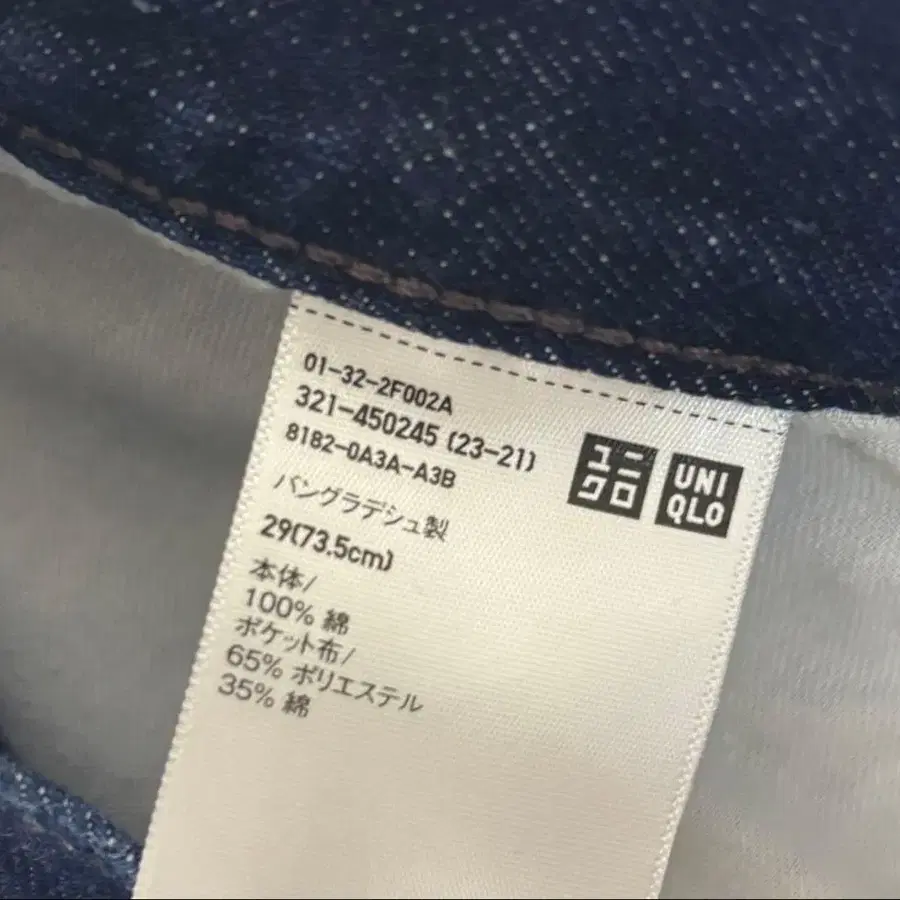 01-32-2F002A
321-450245 (23-21)
8182-0A3A-A3B
バングラデシュ製
29(73.5cm)
本体/
100% 綿
ポケット布/
65% ポリエステル
35% 綿
ユニ
クロ
UNI
QLO